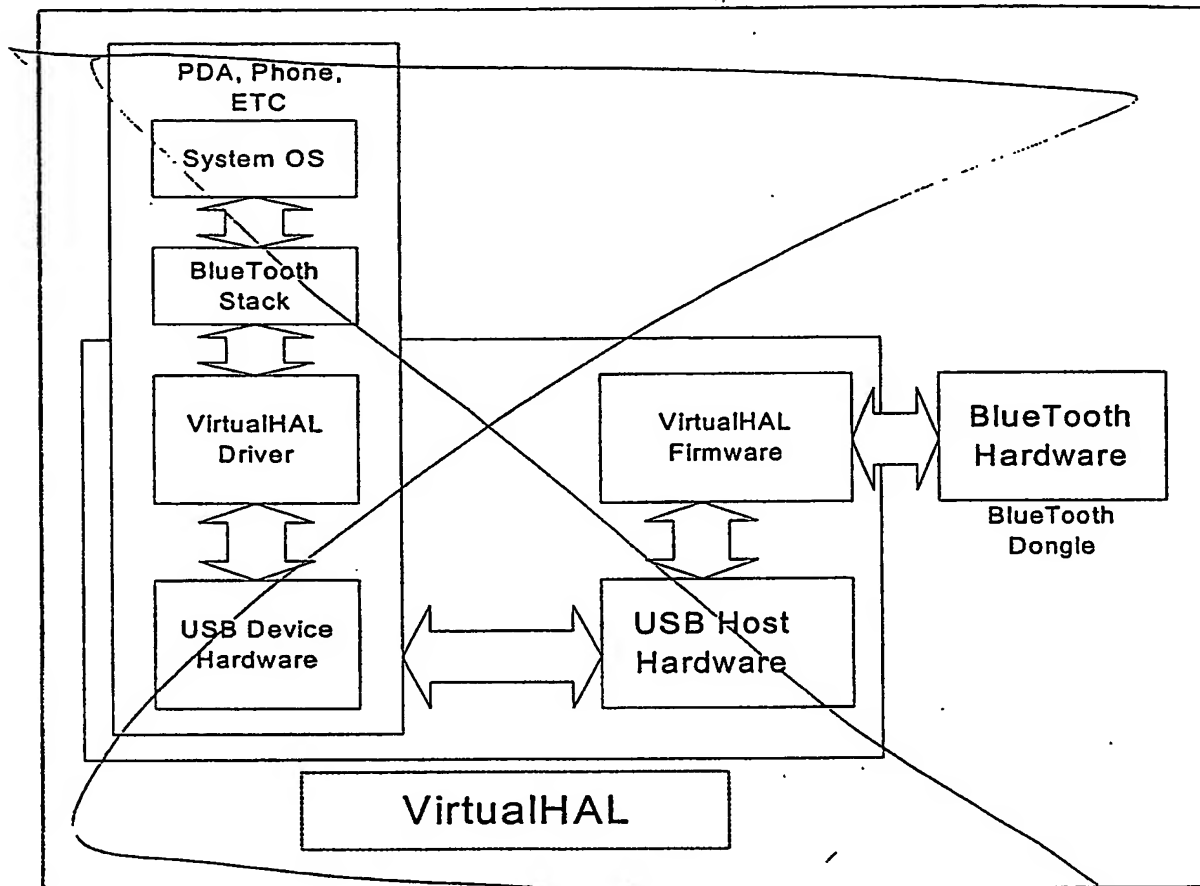 PDA, Phone,
ETC
System OS
BlueTooth
Stack
VirtualHAL
Driver
VirtualHAL
Firmware
BlueTooth
Hardware
BlueTooth
Dongle
USB Device
Hardware
USB Host
Hardware
VirtualHAL